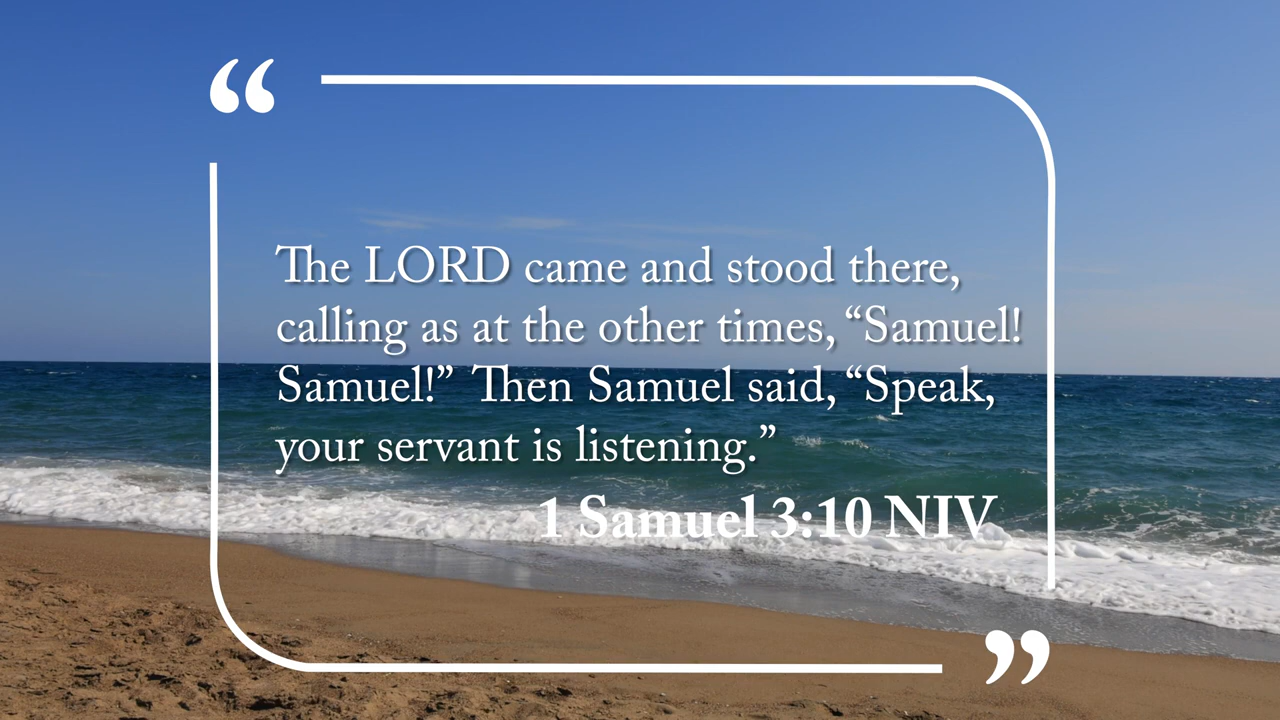 “
The LORD came and stood there,
calling as at the other times, “Samuel!
Samuel!” Then Samuel said, “Speak,
your servant is listening.”
1 Samuel 3:10 NIV
”